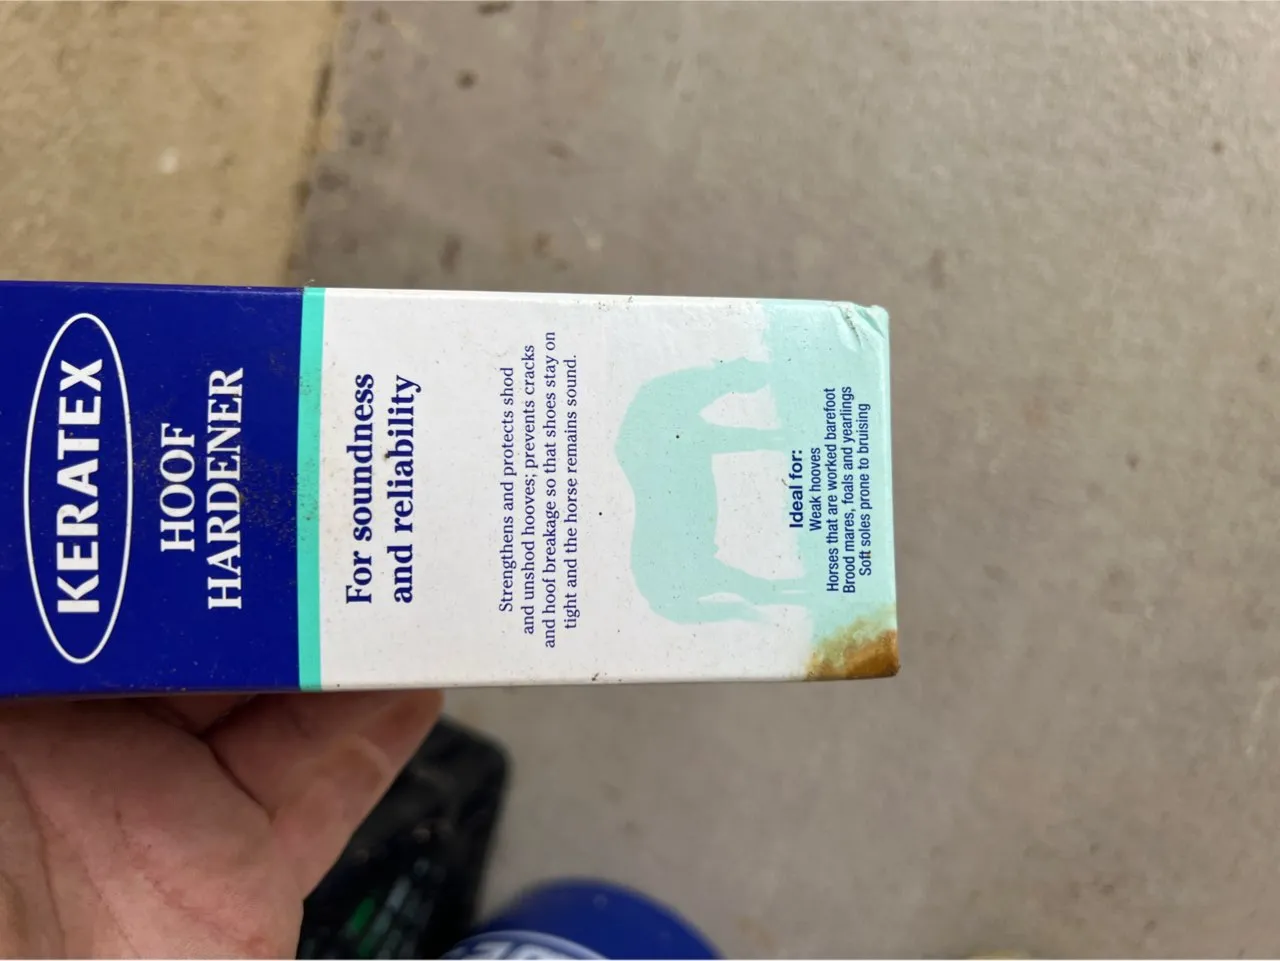 KERATEX
HOOF
HARDENER
For soundness
and reliability
Strengthens and protects shod
and unshod hooves; prevents cracks
and hoof breakage so that shoes stay on
tight and the horse remains sound.
Ideal for:
Weak hooves
Horses that are worked barefoot
Brood mares, foals and yearlings
Soft soles prone to bruising